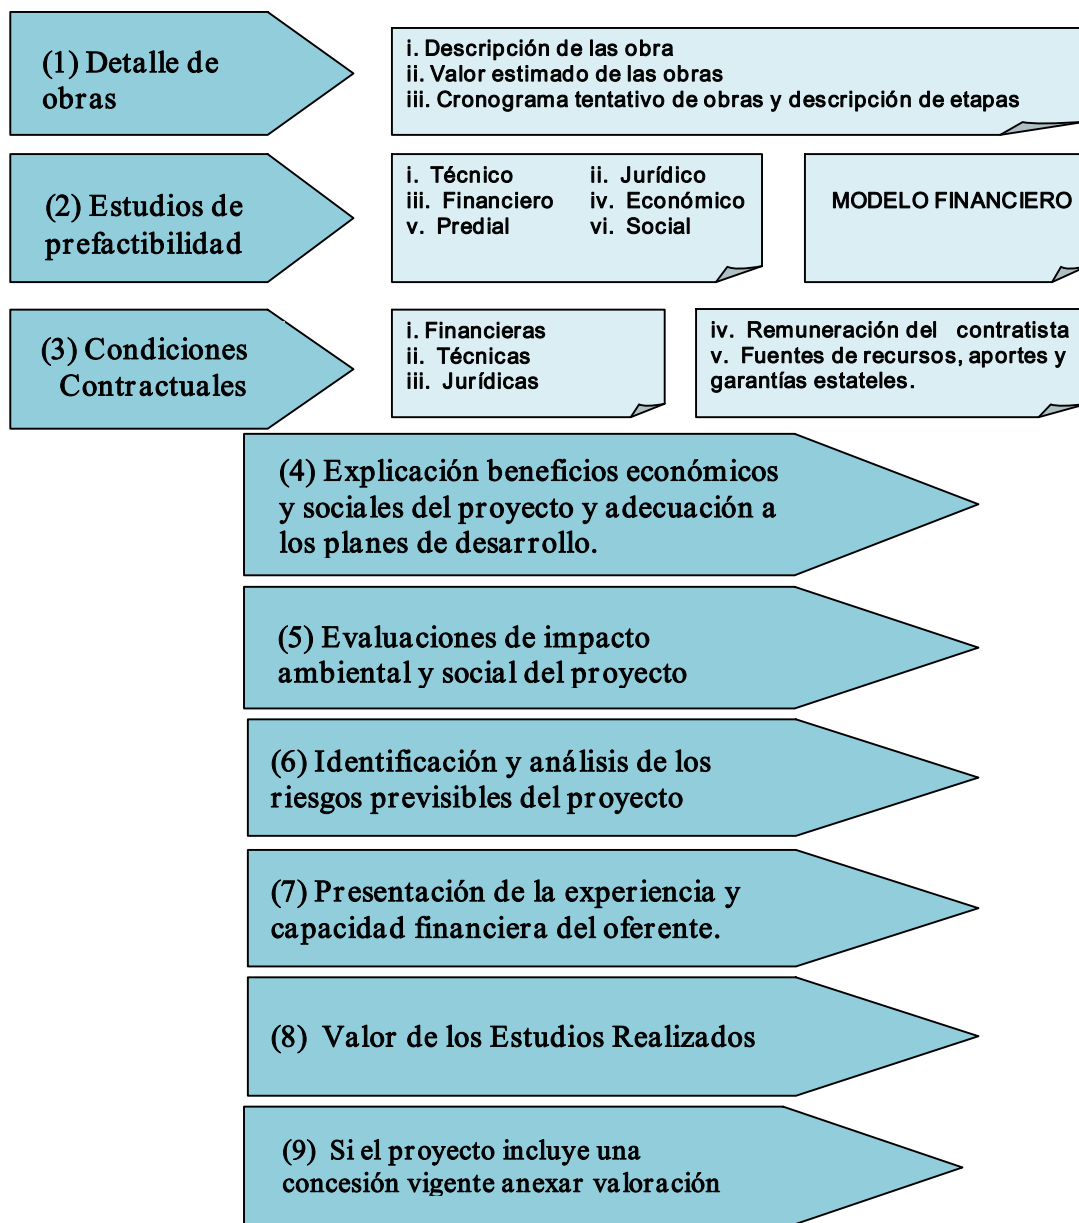 (1) Detalle de
obras
i. Descripción de las obra
ii. Valor estimado de las obras
iii. Cronograma tentativo de obras y descripción de etapas
(2) Estudios de
prefactibilidad
i. Técnico ii. Jurídico
iii. Financiero iv. Económico
v. Predial vi. Social
MODELO FINANCIERO
(3) Condiciones
Contractuales
i. Financieras
ii. Técnicas
iii. Jurídicas
iv. Remuneración del contratista
v. Fuentes de recursos, aportes y
garantías estateles.
(4) Explicación beneficios económicos
y sociales del proyecto y adecuación a
los planes de desarrollo.
(5) Evaluaciones de impacto
ambiental y social del proyecto
(6) Identificación y análisis de los
riesgos previsibles del proyecto
(7) Presentación de la experiencia y
capacidad financiera del oferente.
(8) Valor de los Estudios Realizados
(9) Si el proyecto incluye una
concesión vigente anexar valoración